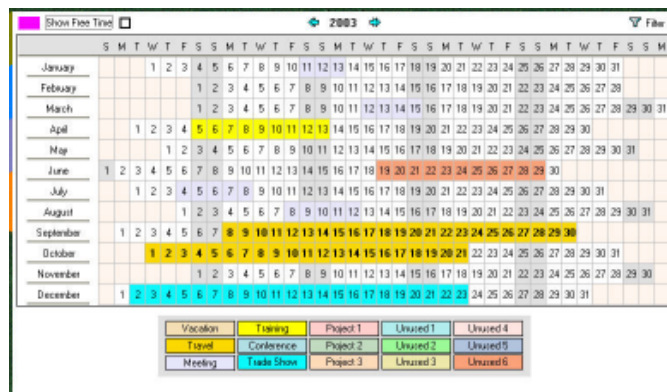 Show Free Time 2003 Filter
S M T W T F S S M T W T F S S M T W T F S S M T W T F S S M T W T F S S M
January 1 2 3 4 5 6 7 8 9 10 11 12 13 14 15 16 17 18 19 20 21 22 23 24 25 26 27 28 29 30 31
February 1 2 3 4 5 6 7 8 9 10 11 12 13 14 15 16 17 18 19 20 21 22 23 24 25 26 27 28
March 1 2 3 4 5 6 7 8 9 10 11 12 13 14 15 16 17 18 19 20 21 22 23 24 25 26 27 28 29 30 31
April 1 2 3 4 5 6 7 8 9 10 11 12 13 14 15 16 17 18 19 20 21 22 23 24 25 26 27 28 29 30
May 1 2 3 4 5 6 7 8 9 10 11 12 13 14 15 16 17 18 19 20 21 22 23 24 25 26 27 28 29 30 31
June 1 2 3 4 5 6 7 8 9 10 11 12 13 14 15 16 17 18 19 20 21 22 23 24 25 26 27 28 29 30
July 1 2 3 4 5 6 7 8 9 10 11 12 13 14 15 16 17 18 19 20 21 22 23 24 25 26 27 28 29 30 31
August 1 2 3 4 5 6 7 8 9 10 11 12 13 14 15 16 17 18 19 20 21 22 23 24 25 26 27 28 29 30 31
September 1 2 3 4 5 6 7 8 9 10 11 12 13 14 15 16 17 18 19 20 21 22 23 24 25 26 27 28 29 30
October 1 2 3 4 5 6 7 8 9 10 11 12 13 14 15 16 17 18 19 20 21 22 23 24 25 26 27 28 29 30 31
November 1 2 3 4 5 6 7 8 9 10 11 12 13 14 15 16 17 18 19 20 21 22 23 24 25 26 27 28 29 30
December 1 2 3 4 5 6 7 8 9 10 11 12 13 14 15 16 17 18 19 20 21 22 23 24 25 26 27 28 29 30 31
Vacation Training Project 1 Unused 1 Unused 4
Travel Conference Project 2 Unused 2 Unused 5
Meeting Trade Show Project 3 Unused 3 Unused 6